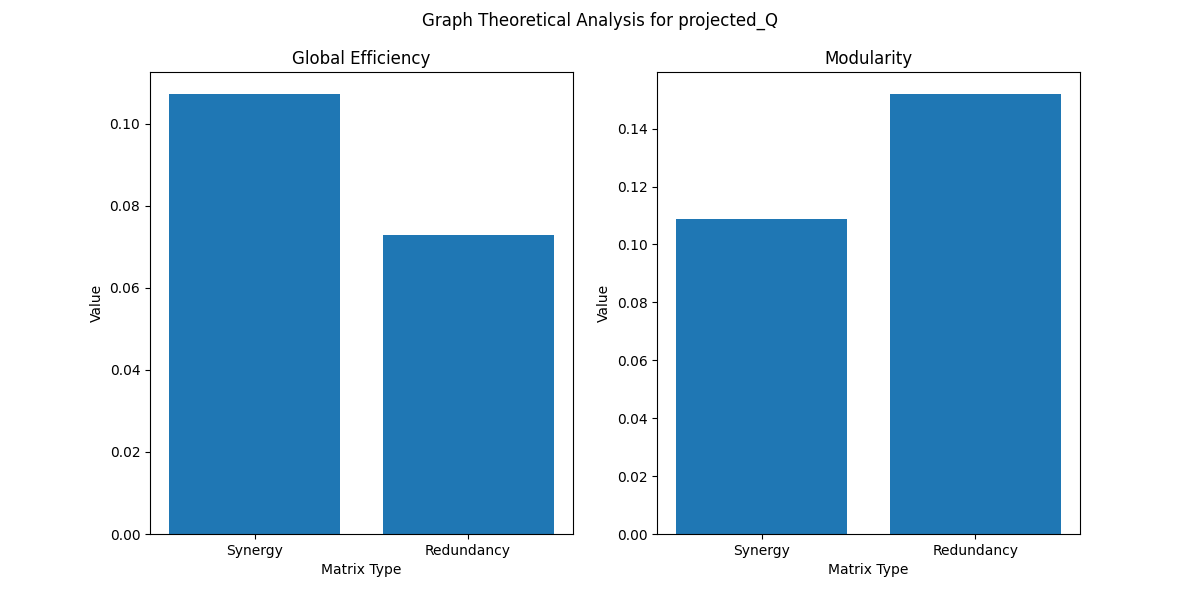 Graph Theoretical Analysis for projected_Q
Global Efficiency
0.10
0.08
0.06
0.04
0.02
0.00
Value
Synergy Redundancy
Matrix Type
Modularity
0.14
0.12
0.10
0.08
0.06
0.04
0.02
0.00
Value
Synergy Redundancy
Matrix Type